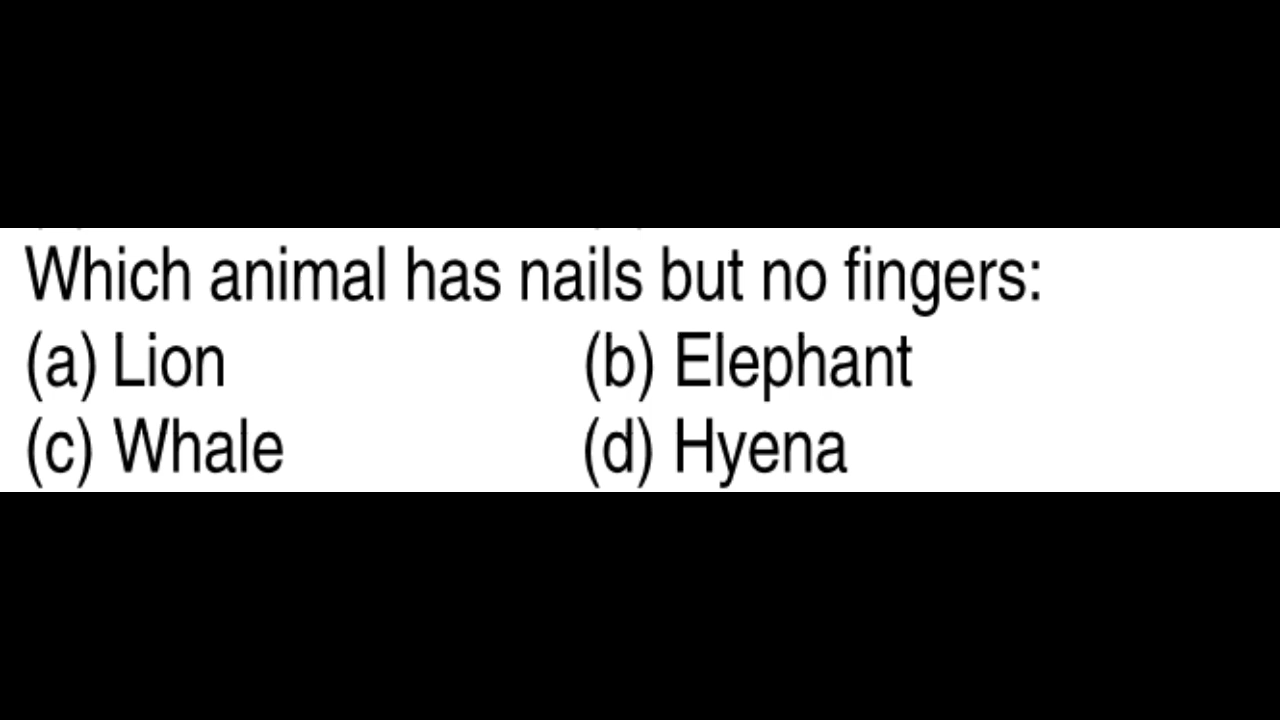 Which animal has nails but no fingers:
(a) Lion (b) Elephant
(c) Whale (d) Hyena